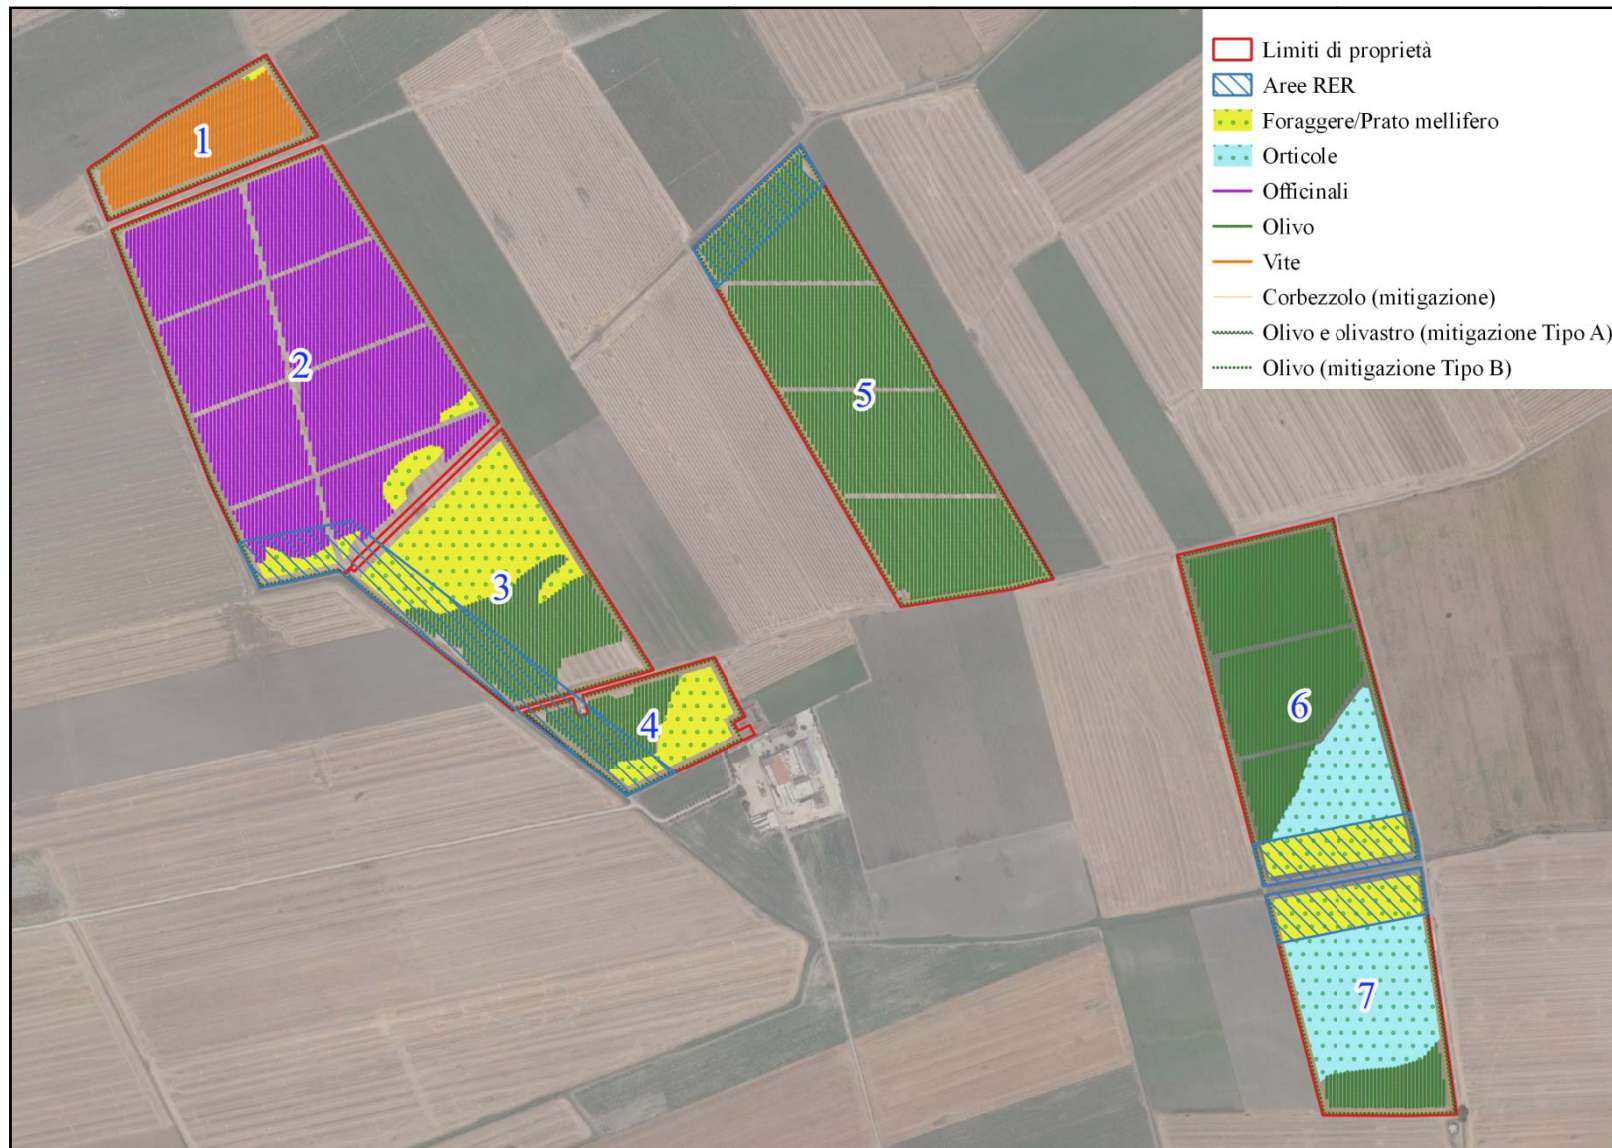 Limiti di proprietà
Aree RER
Foraggere/Prato mellifero
Orticole
Officinali
Olivo
Vite
Corbezzolo (mitigazione)
Olivo e olivastro (mitigazione Tipo A)
Olivo (mitigazione Tipo B)
1
2
3
4
5
6
7